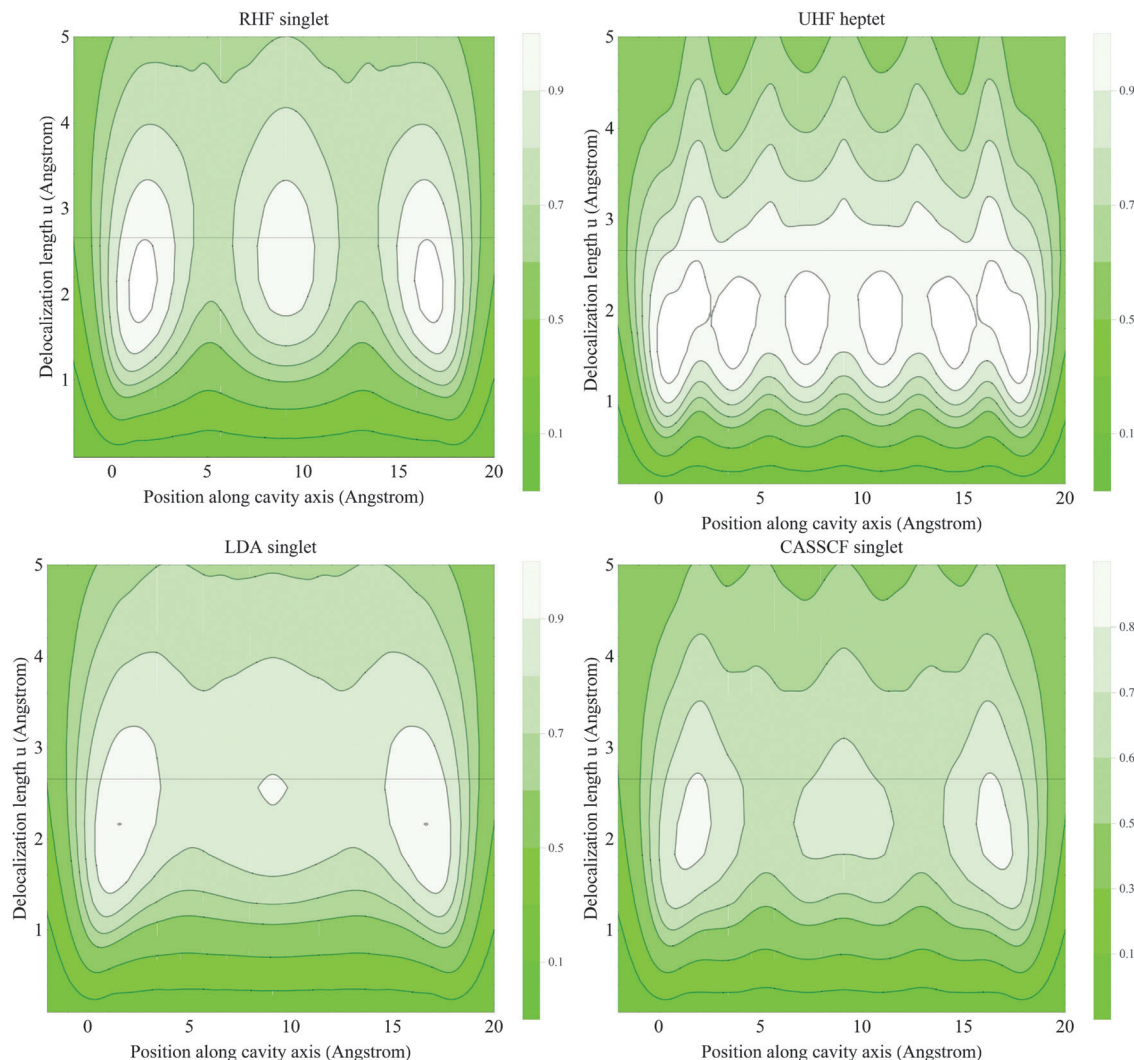 RHF singlet
5
4
3
2
1
Delocalization length u (Angstrom)
0 5 10 15 20
Position along cavity axis (Angstrom)
0.9
0.7
0.5
0.1
UHF heptet
5
4
3
2
1
Delocalization length u (Angstrom)
0 5 10 15 20
Position along cavity axis (Angstrom)
0.9
0.7
0.5
0.1
LDA singlet
5
4
3
2
1
Delocalization length u (Angstrom)
0 5 10 15 20
Position along cavity axis (Angstrom)
0.9
0.7
0.5
0.1
CASSCF singlet
5
4
3
2
1
Delocalization length u (Angstrom)
0 5 10 15 20
Position along cavity axis (Angstrom)
0.8
0.7
0.6
0.5
0.3
0.1